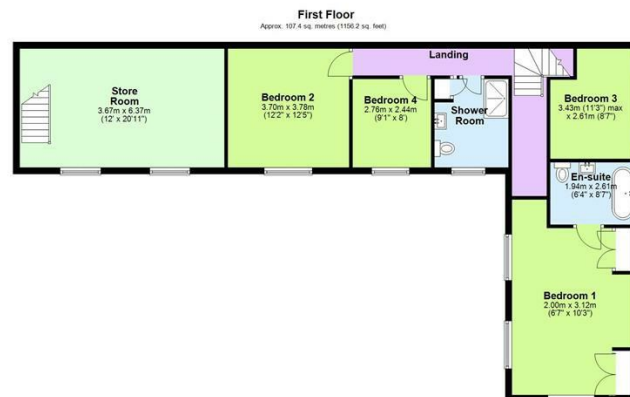 First Floor
Approx. 107.4 sq. metres (1156.2 sq. feet)
Landing
Store
Room
3.67m x 6.37m
(12' x 20'11")
Bedroom 2
3.70m x 3.78m
(12'2" x 12'5")
Bedroom 4
2.76m x 2.44m
(9'1" x 8')
Shower
Room
Bedroom 3
3.43m (11'3") max
x 2.61m (8'7")
En-suite
1.94m x 2.61m
(6'4" x 8'7")
Bedroom 1
2.00m x 3.12m
(6'7" x 10'3")